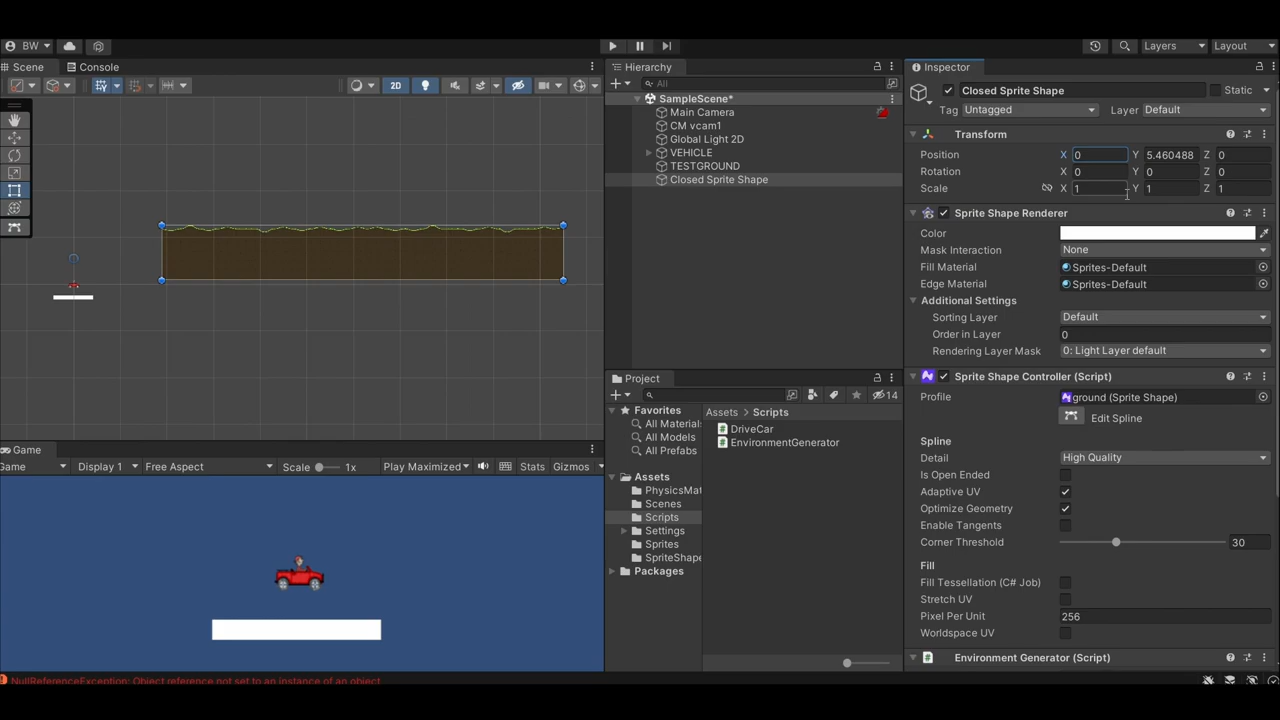 BW Layers Layout
Scene Console
2D
Hierarchy
All
SampleScene*
Main Camera
CM vcam1
Global Light 2D
VEHICLE
TESTGROUND
Closed Sprite Shape
Inspector
Closed Sprite Shape Static
Tag Untagged Layer Default
Transform
Position X 0 Y 5.460488 Z 0
Rotation X 0 Y 0 Z 0
Scale X 1 Y 1 Z 1
Sprite Shape Renderer
Color
Mask Interaction None
Fill Material Sprites-Default
Edge Material Sprites-Default
Additional Settings
Sorting Layer Default
Order in Layer 0
Rendering Layer Mask 0: Light Layer default
Sprite Shape Controller (Script)
Profile ground (Sprite Shape)
Edit Spline
Spline
Detail High Quality
Is Open Ended
Adaptive UV
Optimize Geometry
Enable Tangents
Corner Threshold 30
Fill
Fill Tessellation (C# Job)
Stretch UV
Pixel Per Unit 256
Worldspace UV
Environment Generator (Script)
Project
14
Favorites
All Materials
All Models
All Prefabs
Assets
PhysicsMat
Scenes
Scripts
Settings
Sprites
SpriteShape
Packages
Assets > Scripts
DriveCar
EnvironmentGenerator
Game
Game Display 1 Free Aspect Scale 1x Play Maximized Stats Gizmos
NullReferenceException: Object reference not set to an instance of an object